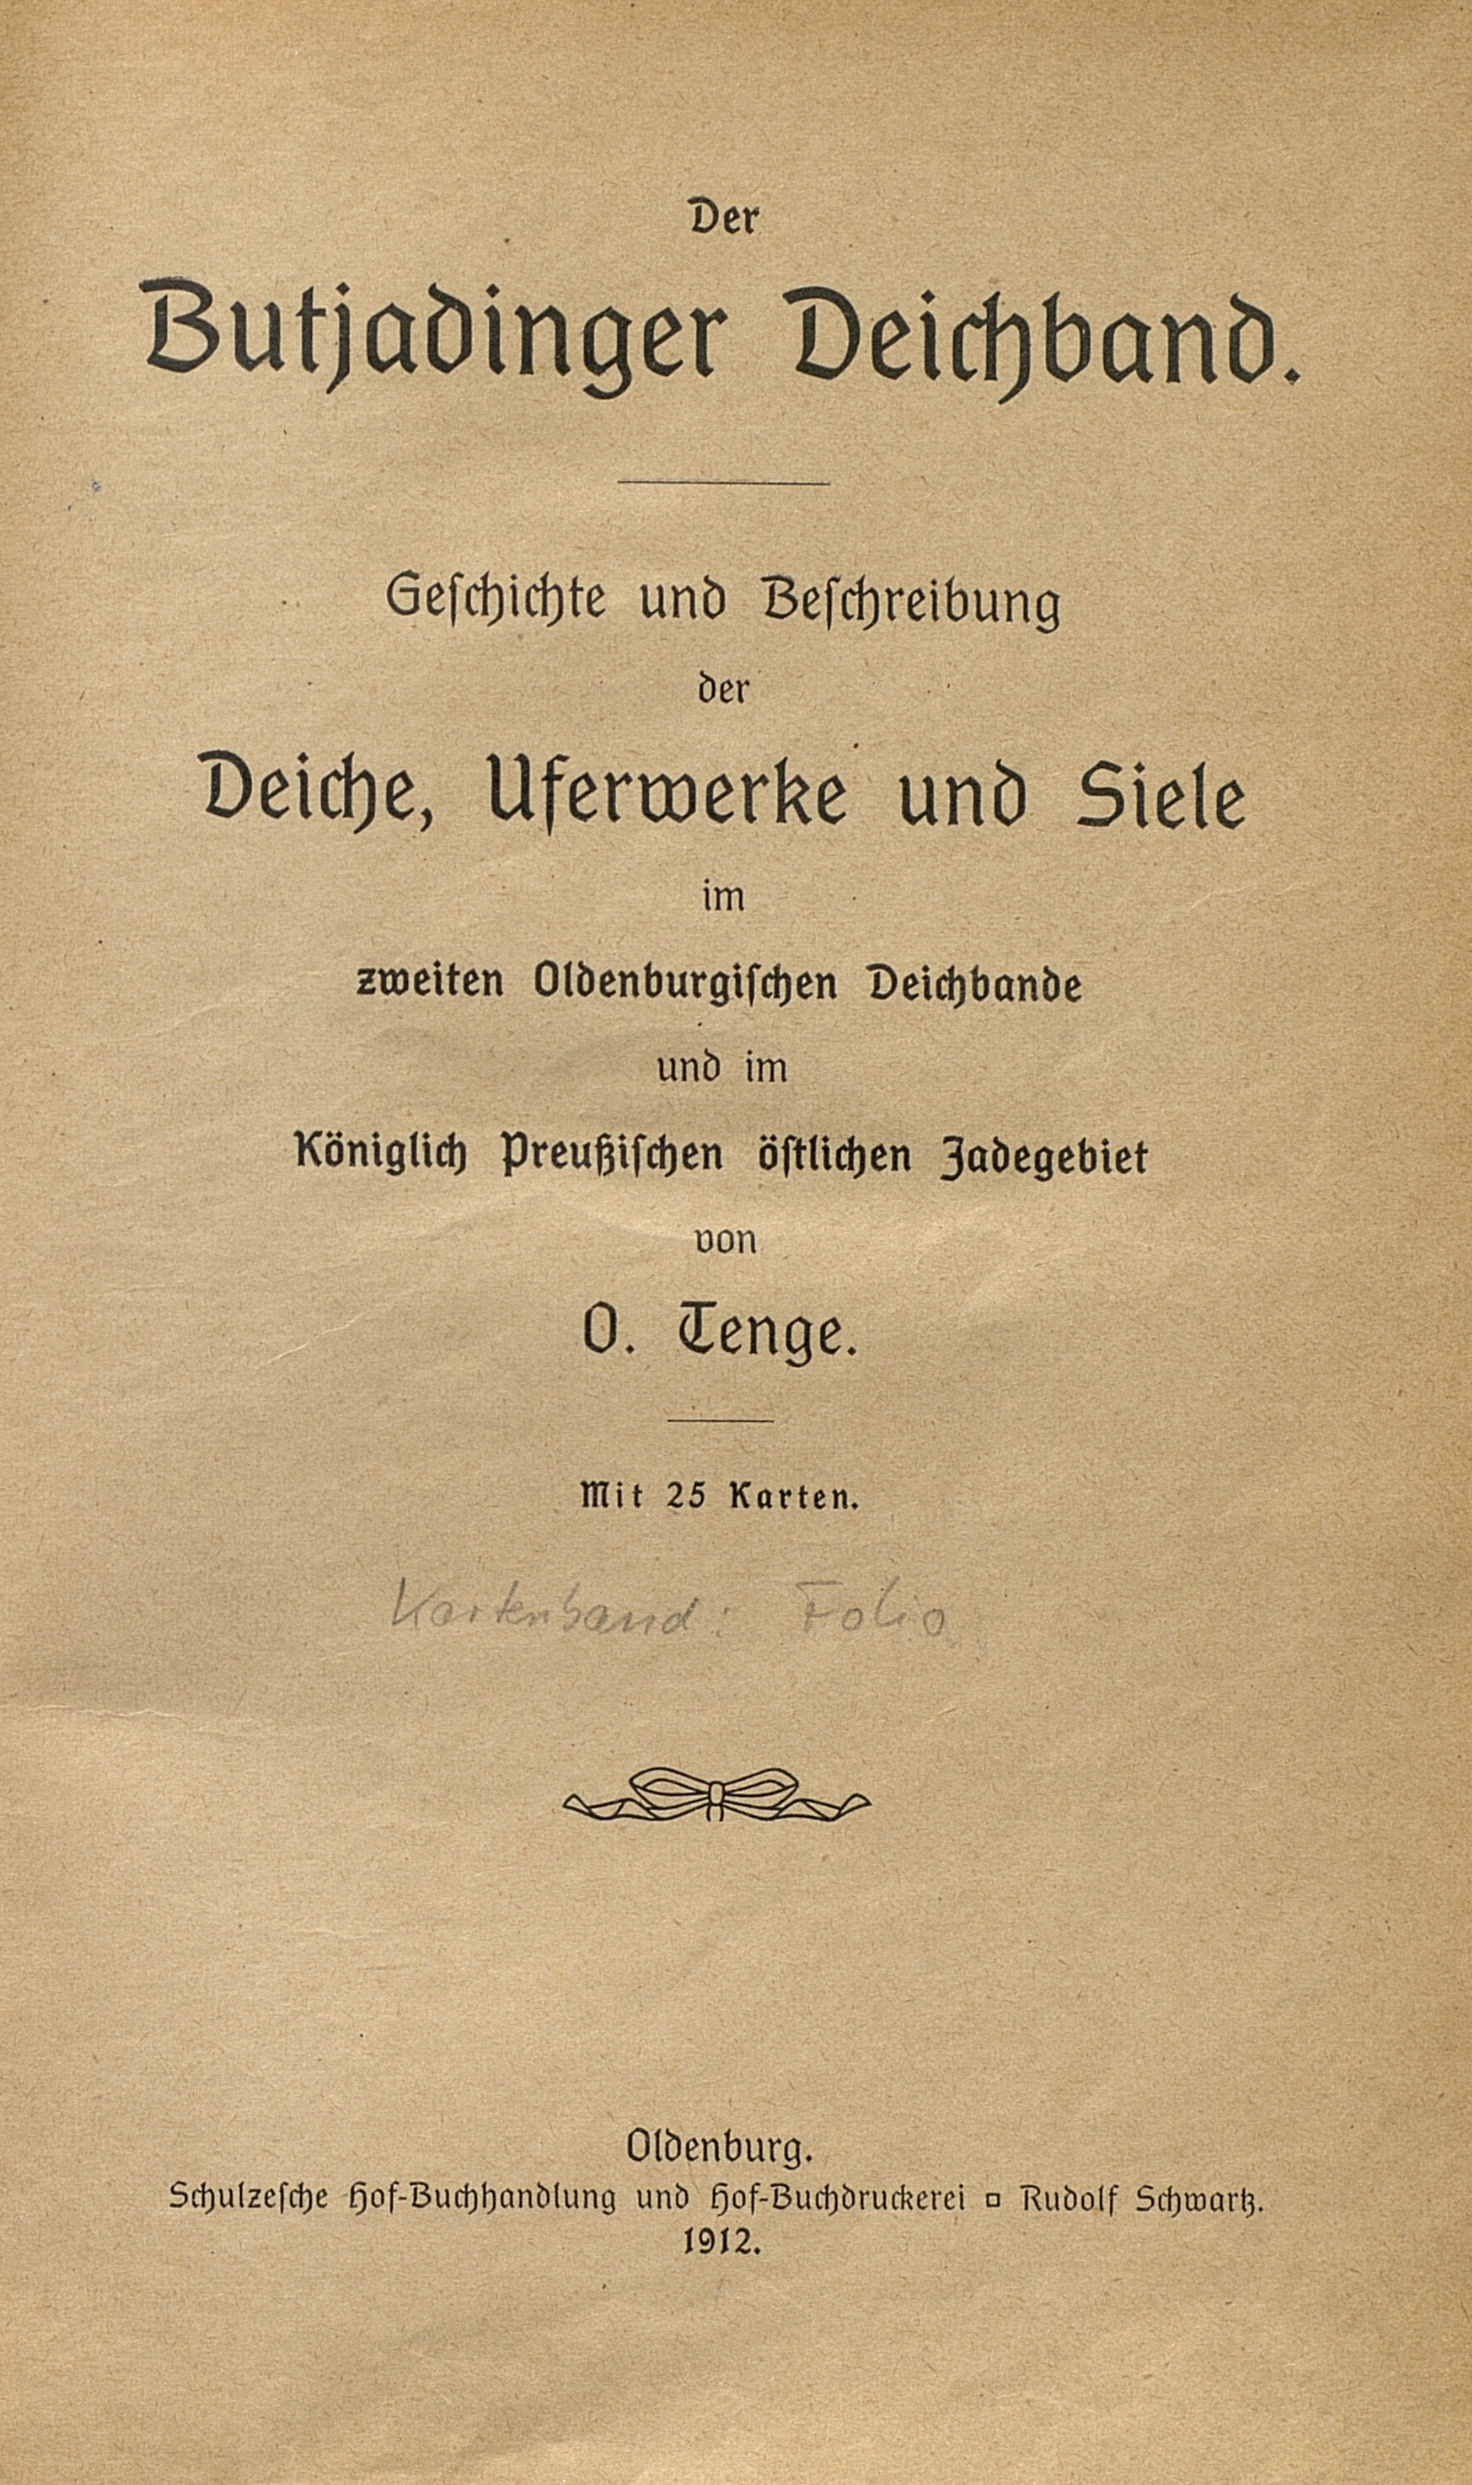 Der
Butjadinger Deichband.
Geſchichte und Beſchreibung
der
Deiche, Uferwerke und Siele
im
zweiten Oldenburgiſchen Deichbande
und im
Königlich Preußiſchen öſtlichen Jadegebiet
von
O. Tenge.
Mit 25 Karten.
Kartenband: Folio
Oldenburg.
Schulzeſche Hof-Buchhandlung und Hof-Buchdruckerei ▫ Rudolf Schwartz.
1912.